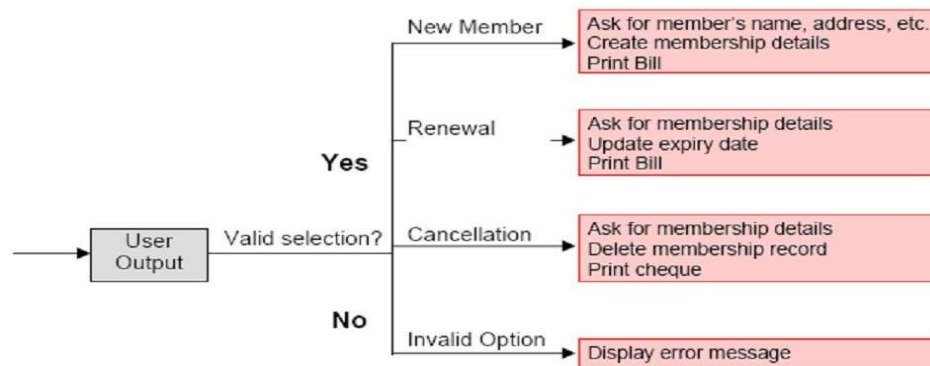 New Member
Ask for member's name, address, etc.
Create membership details
Print Bill
Renewal
Ask for membership details
Update expiry date
Print Bill
Yes
User
Output
Valid selection?
Cancellation
Ask for membership details
Delete membership record
Print cheque
No
Invalid Option
Display error message